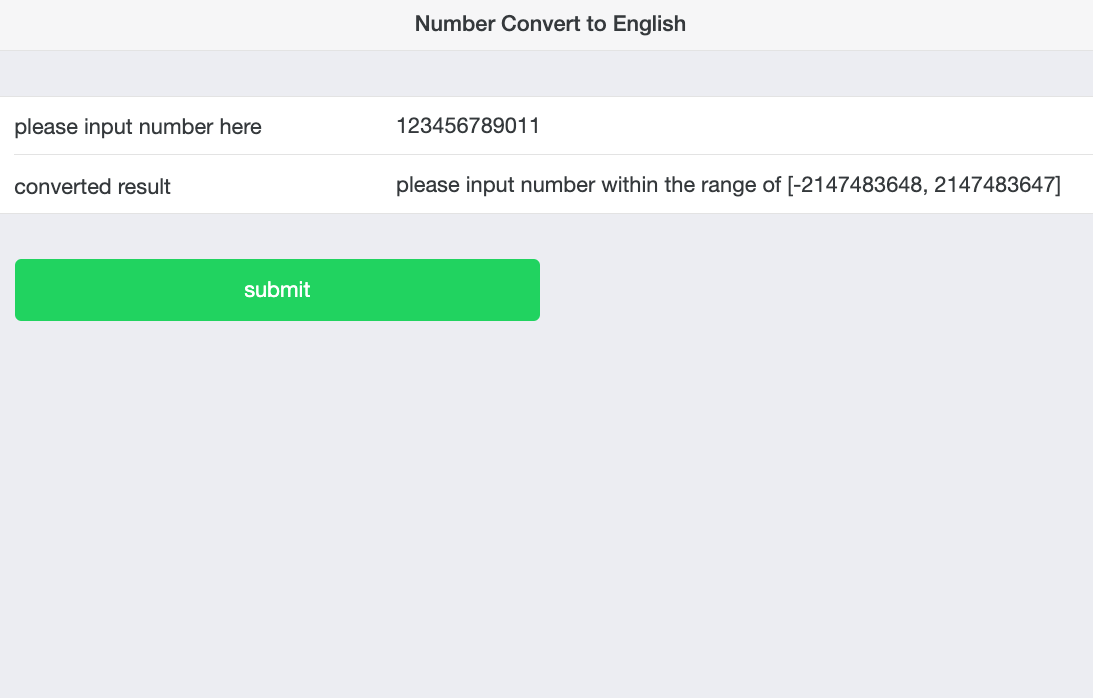 Number Convert to English
please input number here 123456789011
converted result please input number within the range of [-2147483648, 2147483647]
submit